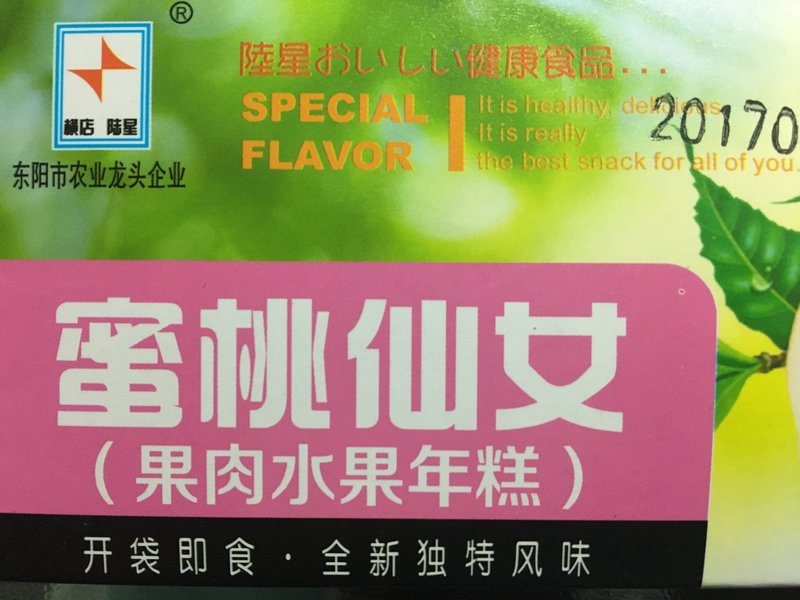 ®
横店 陆星
东阳市农业龙头企业
陸星おいしい健康食品...
SPECIAL
FLAVOR
It is healthy, delicious
It is really
the best snack for all of you.
20170
蜜桃仙女
(果肉水果年糕)
开袋即食·全新独特风味